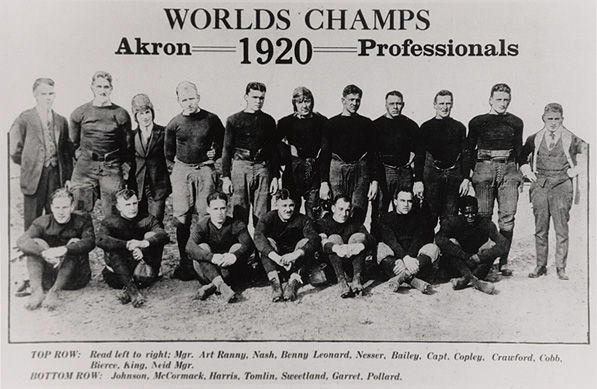 WORLDS CHAMPS
Akron 1920 Professionals
TOP ROW: Read left to right; Mgr. Art Ranny, Nash, Benny Leonard, Nesser, Bailey, Capt. Copley, Crawford, Cobb,
Bierce, King, Neid Mgr.
BOTTOM ROW: Johnson, McCormack, Harris, Tomlin, Sweetland, Garret, Pollard.